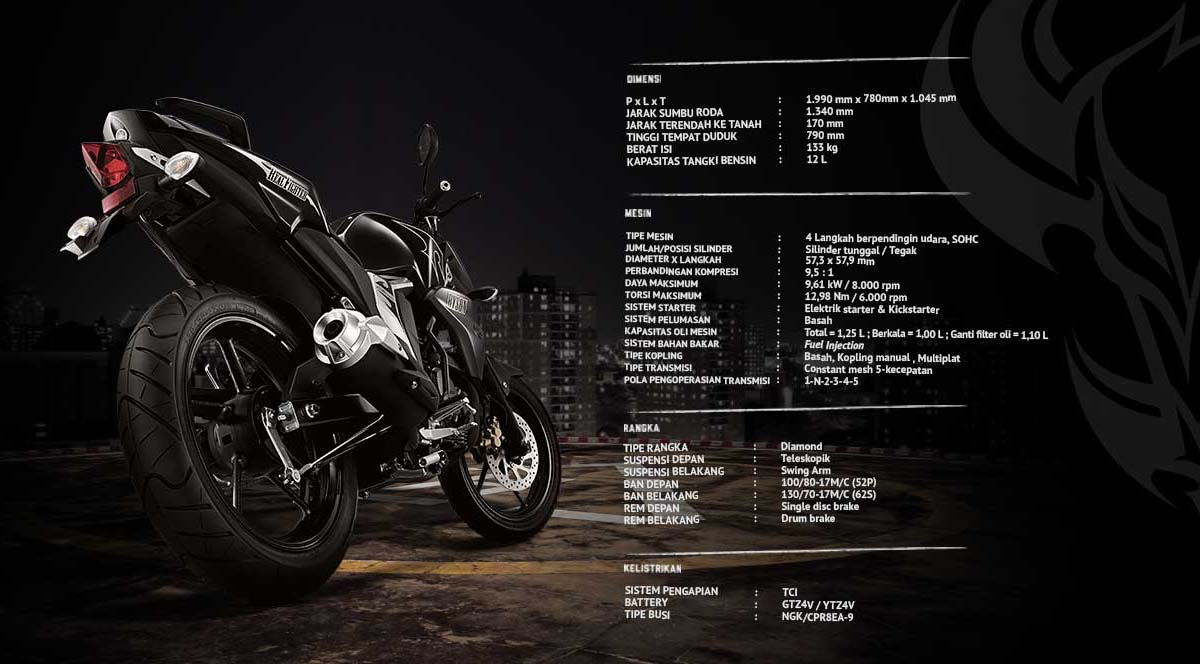 DIMENSI
P x L x T : 1.990 mm x 780mm x 1.045 mm
JARAK SUMBU RODA : 1.340 mm
JARAK TERENDAH KE TANAH : 170 mm
TINGGI TEMPAT DUDUK : 790 mm
BERAT ISI : 133 kg
KAPASITAS TANGKI BENSIN : 12 L
MESIN
TIPE MESIN : 4 Langkah berpendingin udara, SOHC
JUMLAH/POSISI SILINDER : Silinder tunggal / Tegak
DIAMETER X LANGKAH : 57,3 x 57,9 mm
PERBANDINGAN KOMPRESI : 9,5 : 1
DAYA MAKSIMUM : 9,61 kW / 8.000 rpm
TORSI MAKSIMUM : 12,98 Nm / 6.000 rpm
SISTEM STARTER : Elektrik starter & Kickstarter
SISTEM PELUMASAN : Basah
KAPASITAS OLI MESIN : Total = 1,25 L ; Berkala = 1,00 L ; Ganti filter oli = 1,10 L
SISTEM BAHAN BAKAR : Fuel Injection
TIPE KOPLING : Basah, Kopling manual , Multiplat
TIPE TRANSMISI : Constant mesh 5-kecepatan
POLA PENGOPERASIAN TRANSMISI : 1-N-2-3-4-5
RANGKA
TIPE RANGKA : Diamond
SUSPENSI DEPAN : Teleskopik
SUSPENSI BELAKANG : Swing Arm
BAN DEPAN : 100/80-17M/C (52P)
BAN BELAKANG : 130/70-17M/C (62S)
REM DEPAN : Single disc brake
REM BELAKANG : Drum brake
KELISTRIKAN
SISTEM PENGAPIAN : TCI
BATTERY : GTZ4V / YTZ4V
TIPE BUSI : NGK/CPR8EA-9